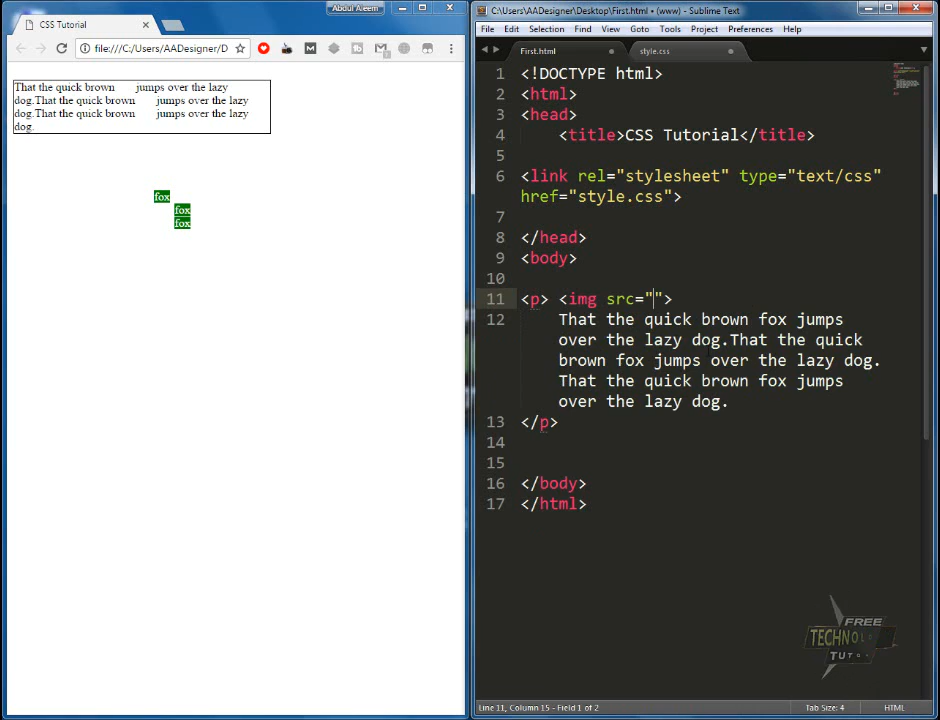 Abdul Aleem
CSS Tutorial
file:///C:/Users/AADesigner/D
That the quick brown jumps over the lazy
dog.That the quick brown jumps over the lazy
dog.That the quick brown jumps over the lazy
dog.
fox
fox
fox
C:\Users\AADesigner\Desktop\First.html • (www) - Sublime Text
File Edit Selection Find View Goto Tools Project Preferences Help
First.html style.css
1 <!DOCTYPE html>
2 <html>
3 <head>
4 <title>CSS Tutorial</title>
5
6 <link rel="stylesheet" type="text/css"
href="style.css">
7
8 </head>
9 <body>
10
11 <p> <img src="">
12 That the quick brown fox jumps
over the lazy dog.That the quick
brown fox jumps over the lazy dog.
That the quick brown fox jumps
over the lazy dog.
13 </p>
14
15
16 </body>
17 </html>
FREE
TECHNOL
TUTO
Line 11, Column 15 - Field 1 of 2 Tab Size: 4 HTML